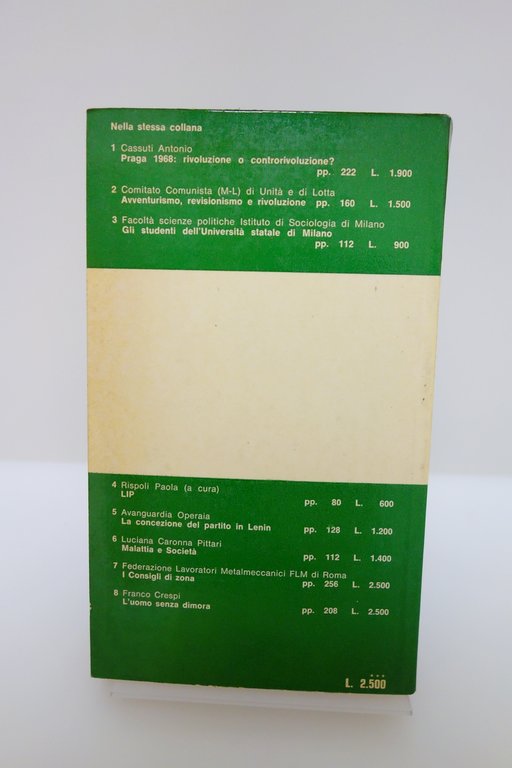 Nella stessa collana
1 Cassuti Antonio
Praga 1968: rivoluzione o controrivoluzione?
pp. 222 L. 1.900
2 Comitato Comunista (M-L) di Unità e di Lotta
Avventurismo, revisionismo e rivoluzione pp. 160 L. 1.500
3 Facoltà scienze politiche Istituto di Sociologia di Milano
Gli studenti dell'Università statale di Milano
pp. 112 L. 900
4 Rispoli Paola (a cura)
LIP pp. 80 L. 600
5 Avanguardia Operaia
La concezione del partito in Lenin pp. 128 L. 1.200
6 Luciana Caronna Pittari
Malattia e Società pp. 112 L. 1.400
7 Federazione Lavoratori Metalmeccanici FLM di Roma
I Consigli di zona pp. 256 L. 2.500
8 Franco Crespi
L'uomo senza dimora pp. 208 L. 2.500
***
L. 2.500